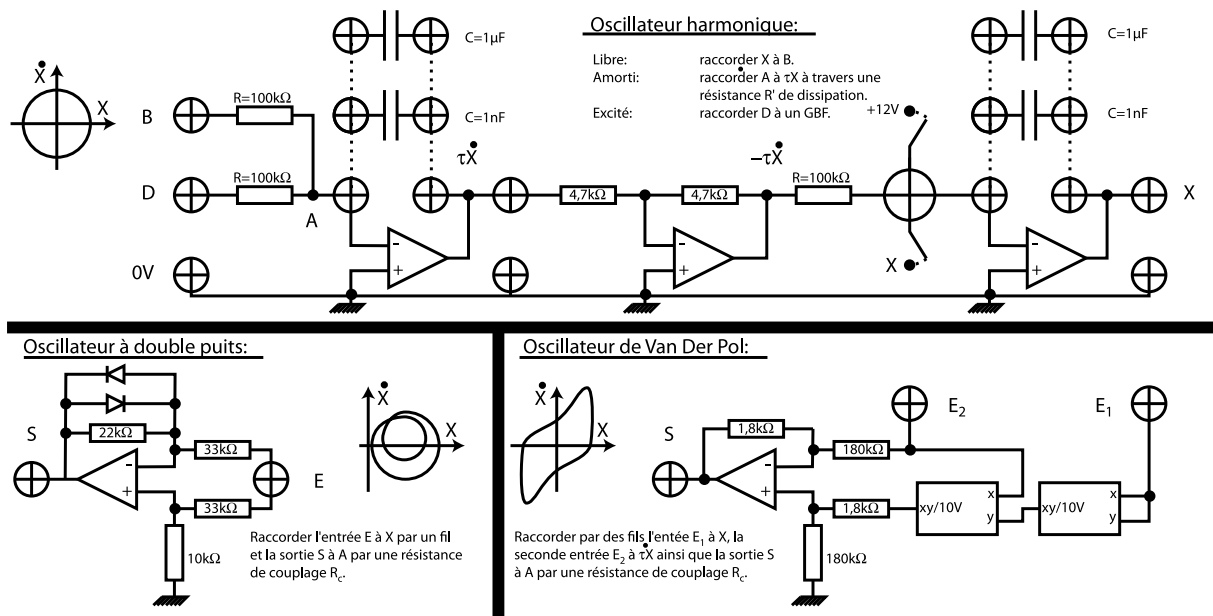 Oscillateur harmonique:
Libre: raccorder X à B.
Amorti: raccorder A à τẊ à travers une
résistance R' de dissipation.
Excité: raccorder D à un GBF.
C=1µF
C=1nF
C=1µF
C=1nF
Ẋ
X
B
R=100kΩ
D
R=100kΩ
A
0V
-
+
τẊ
4,7kΩ
4,7kΩ
-
+
−τẊ
R=100kΩ
+12V
X
-
+
X
Oscillateur à double puits:
S
22kΩ
-
+
33kΩ
33kΩ
E
10kΩ
Ẋ
X
Raccorder l'entrée E à X par un fil
et la sortie S à A par une résistance
de couplage Rc.
Oscillateur de Van Der Pol:
Ẋ
X
S
1,8kΩ
-
+
180kΩ
1,8kΩ
180kΩ
E2
E1
xy/10V
x
y
xy/10V
x
y
Raccorder par des fils l'entée E1 à X, la
seconde entrée E2 à τẊ ainsi que la sortie S
à A par une résistance de couplage Rc.